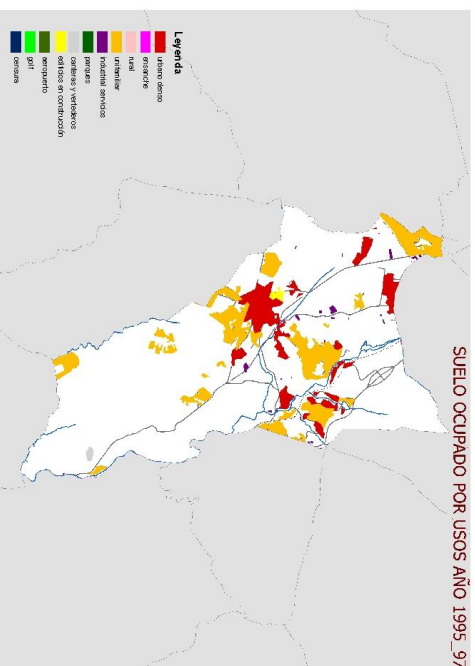 SUELO OCUPADO POR USOS AÑO 1995_97
Leyenda
urbano denso
ensanche
rural
unifamiliar
industrial servicios
parques
canteras y vertederos
edificios en construcción
aeropuerto
golf
censura